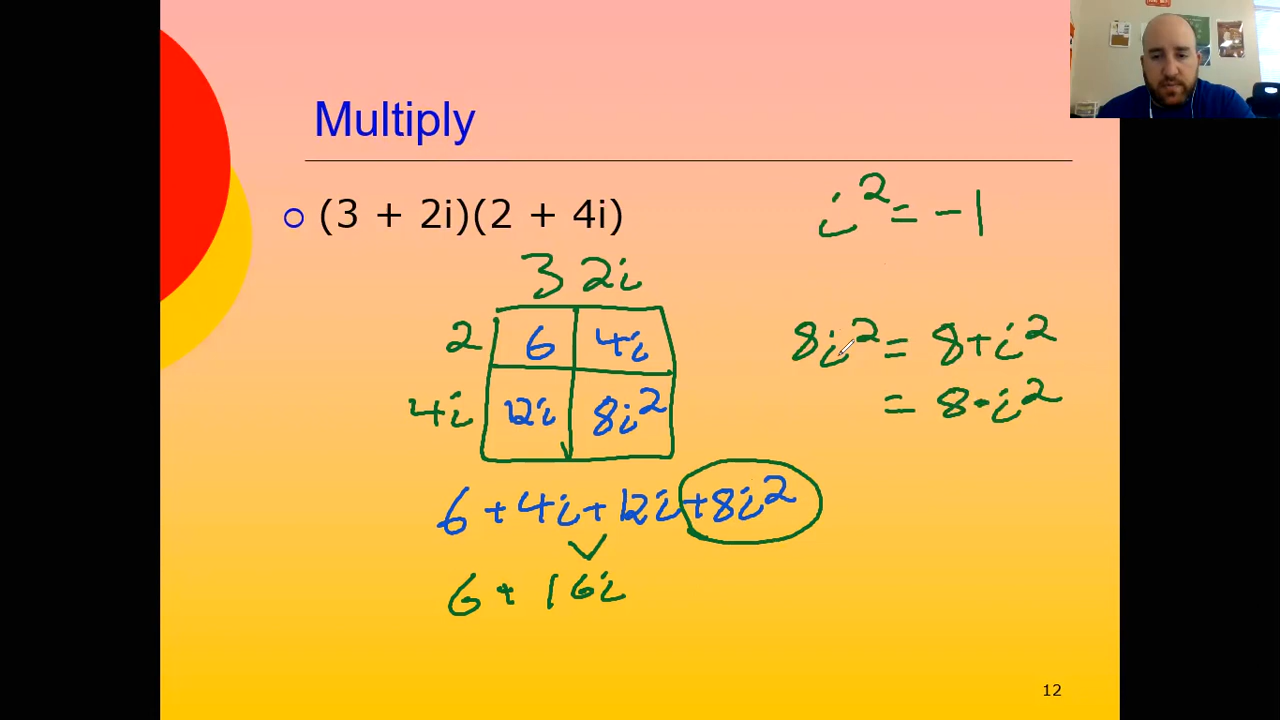 Multiply
(3 + 2i)(2 + 4i)
i² = -1
3 2i
2 6 4i
4i 12i 8i²
8i² = 8+i²
= 8·i²
6 + 4i + 12i + 8i²
6 + 16i
12